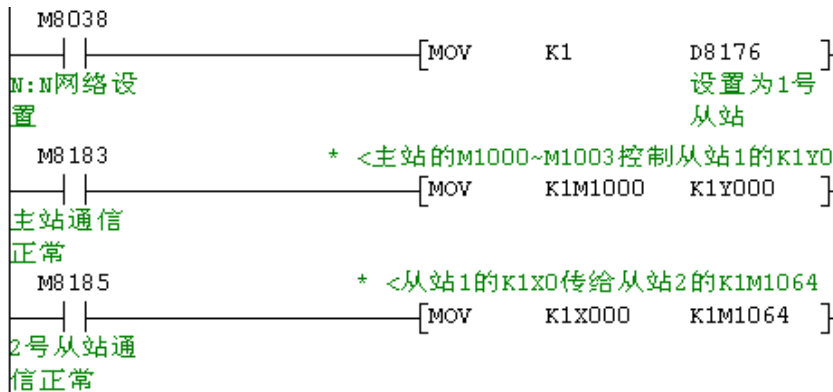 M8038
[MOV K1 D8176 ]
N:N网络设置
设置为1号从站
M8183
* <主站的M1000~M1003控制从站1的K1Y0
[MOV K1M1000 K1Y000 ]
主站通信正常
M8185
* <从站1的K1X0传给从站2的K1M1064
[MOV K1X000 K1M1064 ]
2号从站通信正常